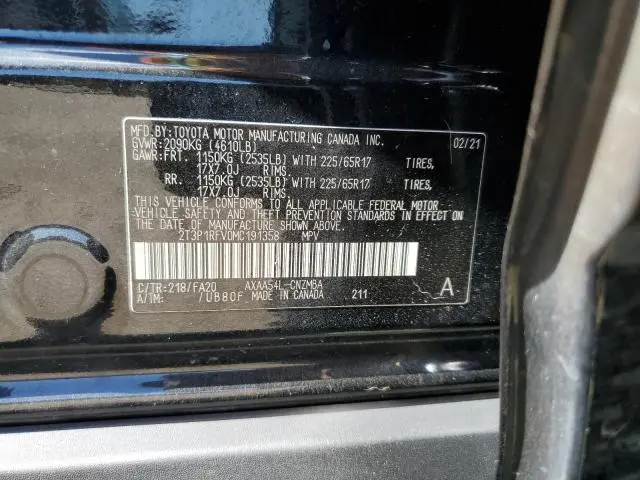 MFD.BY:TOYOTA MOTOR MANUFACTURING CANADA INC. 02/21
GVWR:2090KG (4610LB)
GAWR:FRT. 1150KG (2535LB) WITH 225/65R17 TIRES,
17X7.0J RIMS.
RR. 1150KG (2535LB) WITH 225/65R17 TIRES,
17X7.0J RIMS.
THIS VEHICLE CONFORMS TO ALL APPLICABLE FEDERAL MOTOR
VEHICLE SAFETY AND THEFT PREVENTION STANDARDS IN EFFECT ON
THE DATE OF MANUFACTURE SHOWN ABOVE.
2T3P1RFV0MC191358 MPV
C/TR:218/FA20 AXAA54L-CNZMBA A
A/TM: /UB80F MADE IN CANADA 211